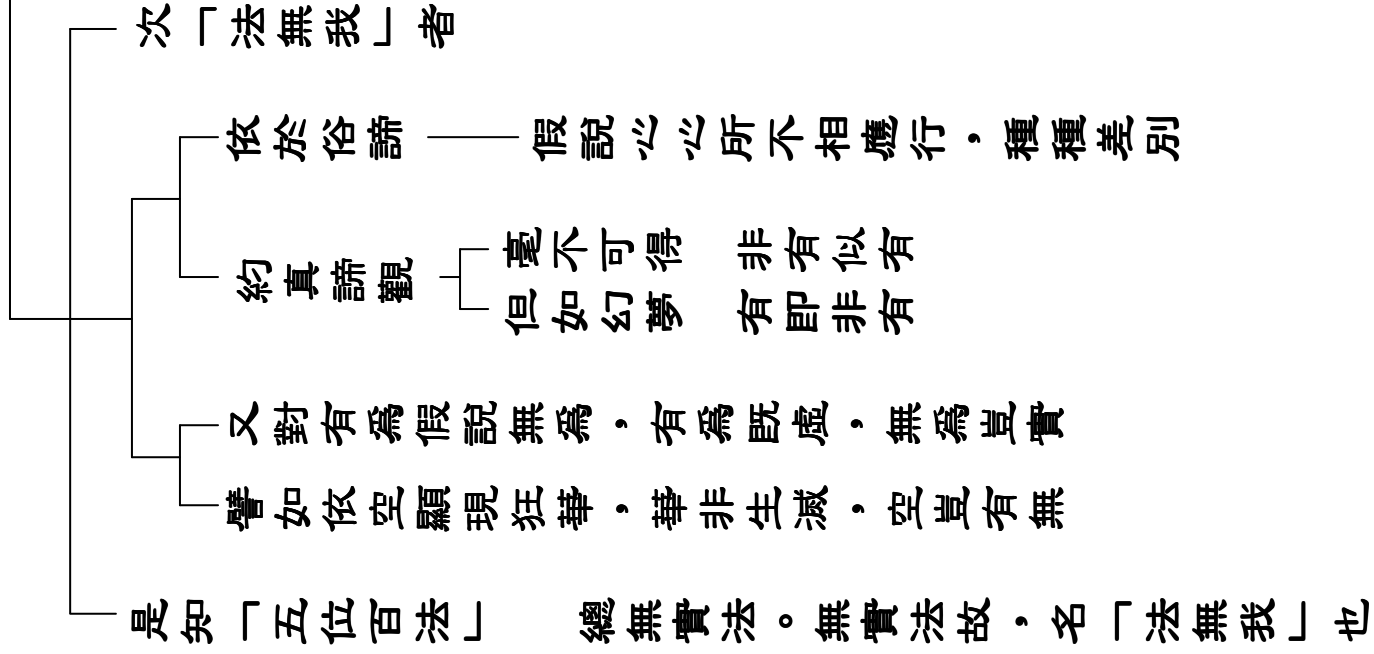 次「法無我」者
依於俗諦
假說心心所不相應行，種種差別
約真諦觀
毫不可得　非有似有
但如幻夢　有即非有
又對有為假說無為，有為既虛，無為豈實
譬如依空顯現狂華，華非生滅，空豈有無
是知「五位百法」　總無實法。無實法故，名「法無我」也